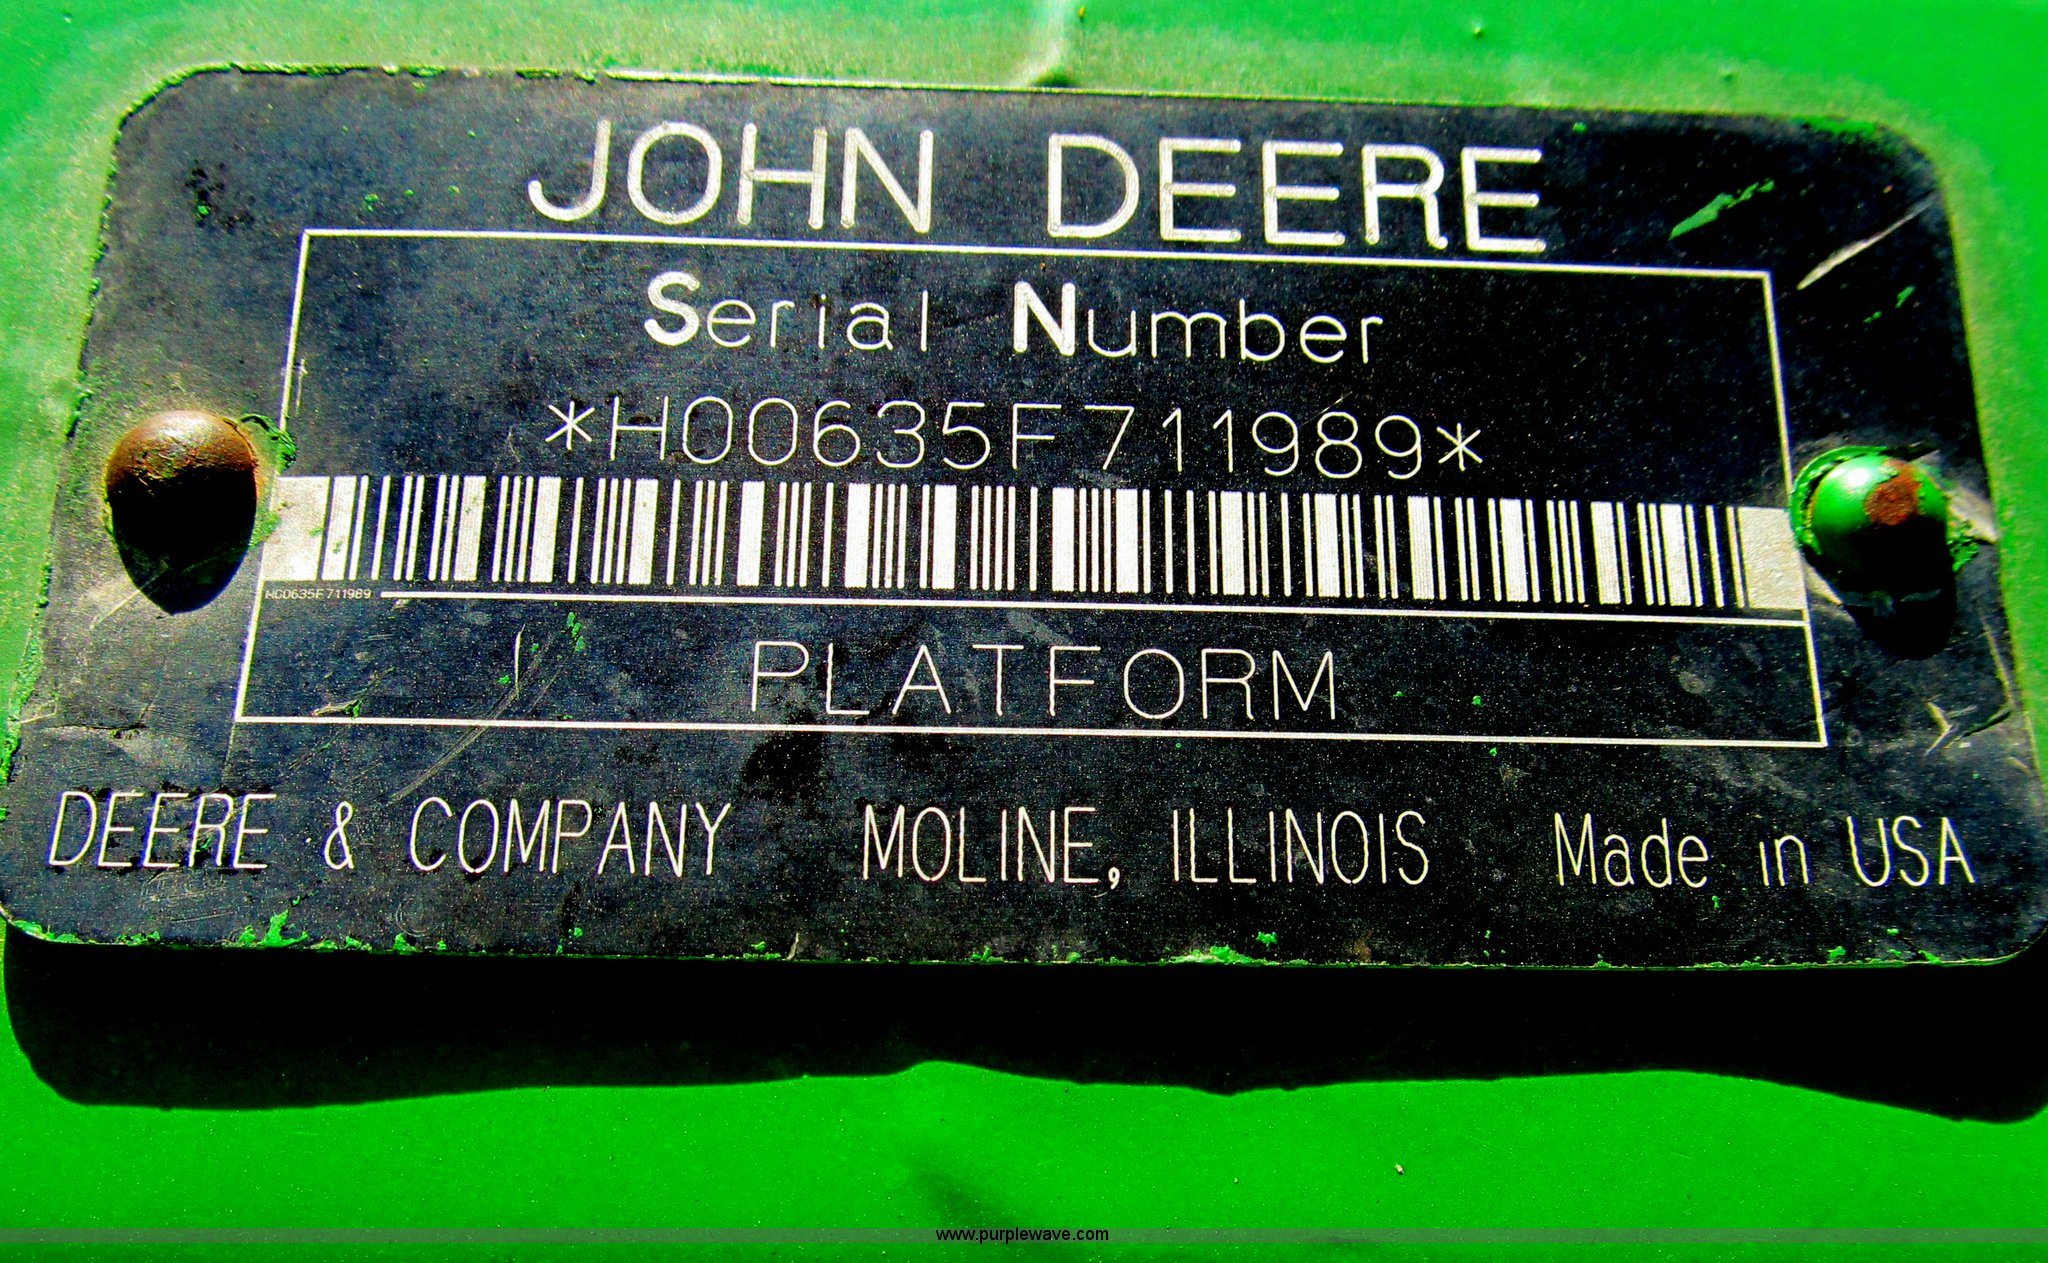 JOHN DEERE
Serial Number
*H00635F711989*
H00635F711989
PLATFORM
DEERE & COMPANY MOLINE, ILLINOIS Made in USA
www.purplewave.com